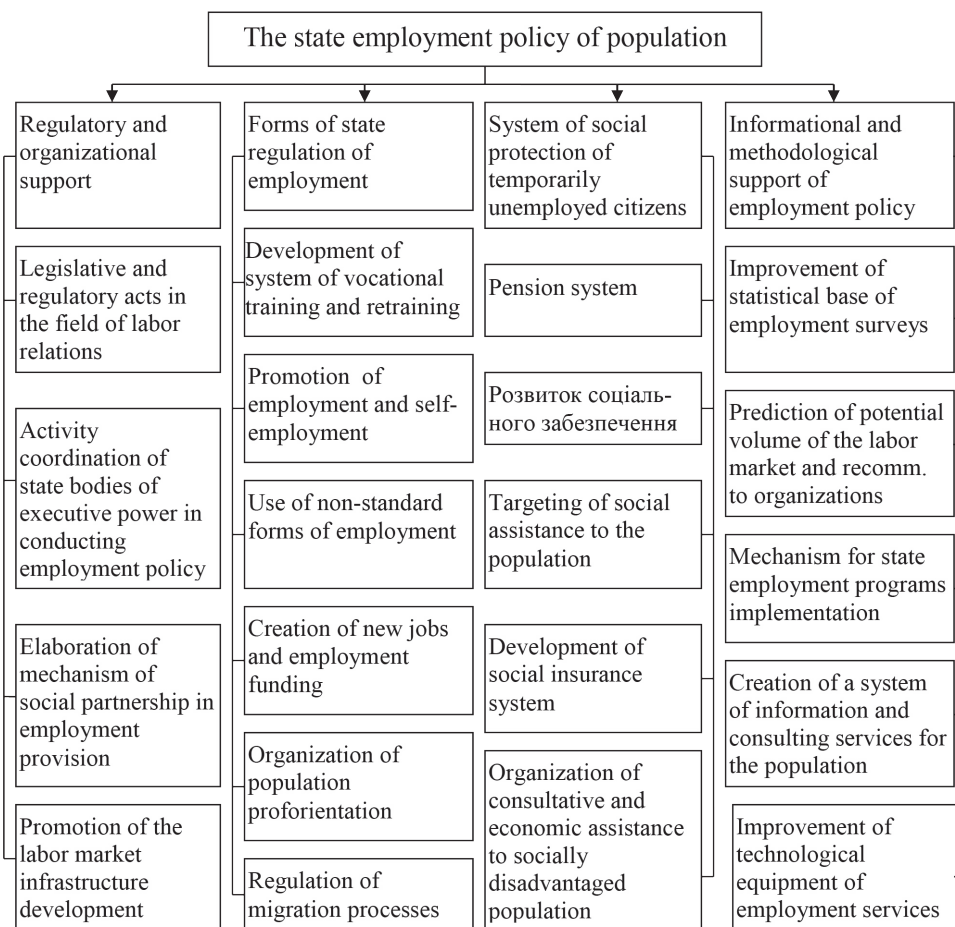 The state employment policy of population
Regulatory and
organizational
support
Legislative and
regulatory acts in
the field of labor
relations
Activity
coordination of
state bodies of
executive power in
conducting
employment policy
Elaboration of
mechanism of
social partnership in
employment
provision
Promotion of the
labor market
infrastructure
development
Forms of state
regulation of
employment
Development of
system of vocational
training and retraining
Promotion of
employment and self-
employment
Use of non-standard
forms of employment
Creation of new jobs
and employment
funding
Organization of
population
proforientation
Regulation of
migration processes
System of social
protection of
temporarily
unemployed citizens
Pension system
Розвиток соціаль-
ного забезпечення
Targeting of social
assistance to the
population
Development of
social insurance
system
Organization of
consultative and
economic assistance
to socially
disadvantaged
population
Informational and
methodological
support of
employment policy
Improvement of
statistical base of
employment surveys
Prediction of potential
volume of the labor
market and recomm.
to organizations
Mechanism for state
employment programs
implementation
Creation of a system
of information and
consulting services for
the population
Improvement of
technological
equipment of
employment services